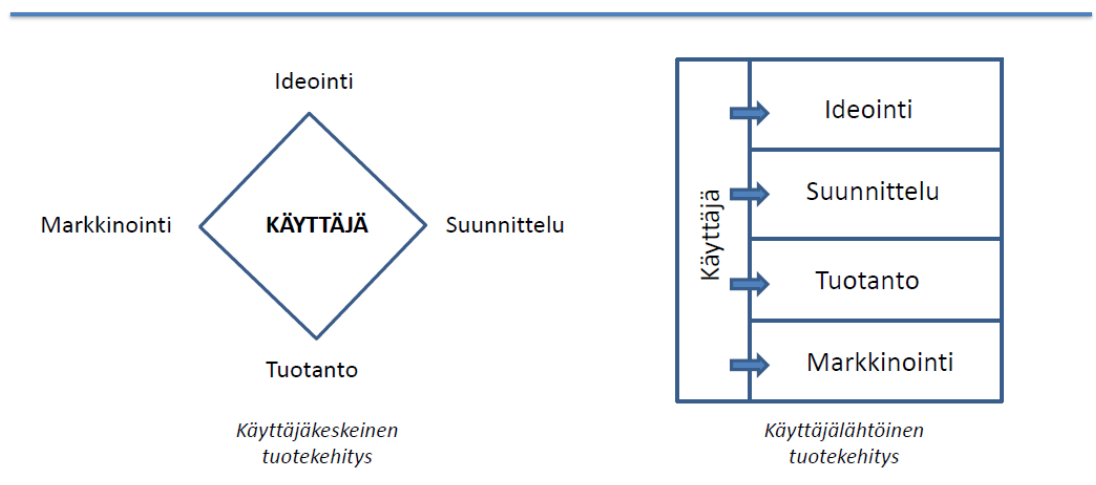 Ideointi
Markkinointi
KÄYTTÄJÄ
Suunnittelu
Tuotanto
Käyttäjäkeskeinen
tuotekehitys
Käyttäjä
Ideointi
Suunnittelu
Tuotanto
Markkinointi
Käyttäjälähtöinen
tuotekehitys